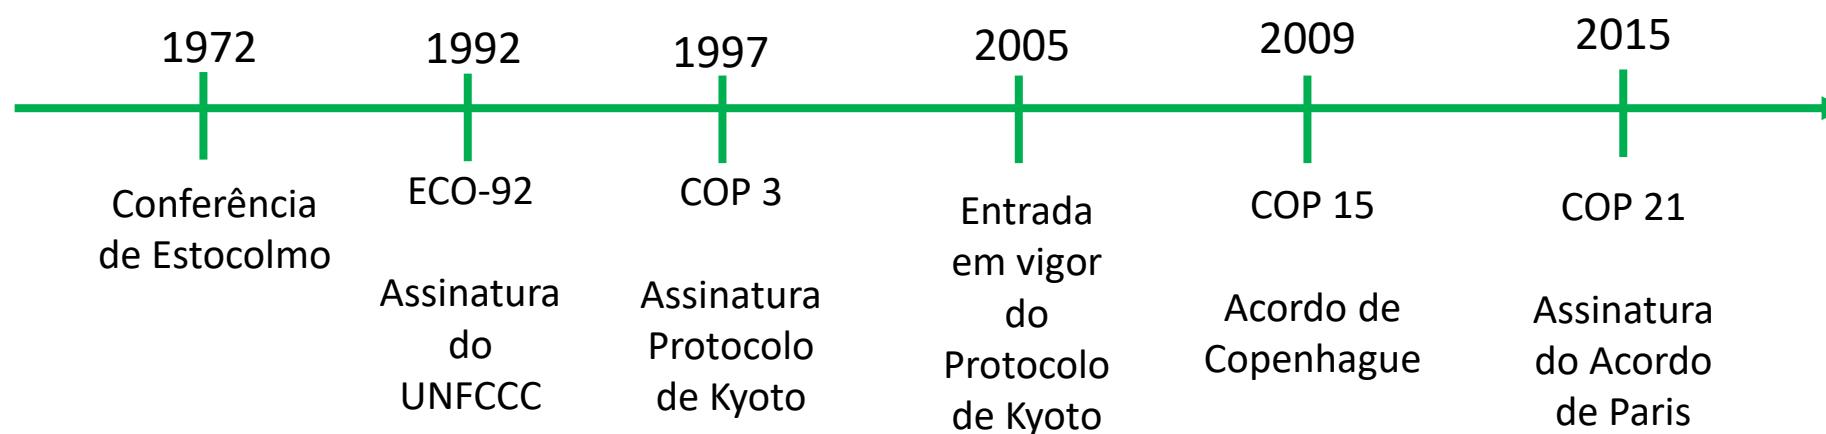 1972
Conferência
de Estocolmo
1992
ECO-92
Assinatura
do
UNFCCC
1997
COP 3
Assinatura
Protocolo
de Kyoto
2005
Entrada
em vigor
do
Protocolo
de Kyoto
2009
COP 15
Acordo de
Copenhague
2015
COP 21
Assinatura
do Acordo
de Paris